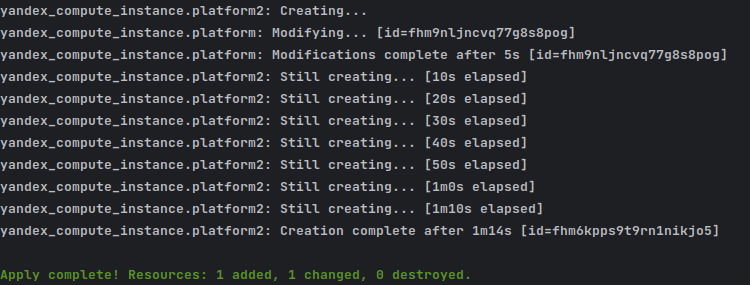 yandex_compute_instance.platform2: Creating...
yandex_compute_instance.platform: Modifying... [id=fhm9nljncvq77g8s8pog]
yandex_compute_instance.platform: Modifications complete after 5s [id=fhm9nljncvq77g8s8pog]
yandex_compute_instance.platform2: Still creating... [10s elapsed]
yandex_compute_instance.platform2: Still creating... [20s elapsed]
yandex_compute_instance.platform2: Still creating... [30s elapsed]
yandex_compute_instance.platform2: Still creating... [40s elapsed]
yandex_compute_instance.platform2: Still creating... [50s elapsed]
yandex_compute_instance.platform2: Still creating... [1m0s elapsed]
yandex_compute_instance.platform2: Still creating... [1m10s elapsed]
yandex_compute_instance.platform2: Creation complete after 1m14s [id=fhm6kpps9t9rn1nikjo5]
Apply complete! Resources: 1 added, 1 changed, 0 destroyed.